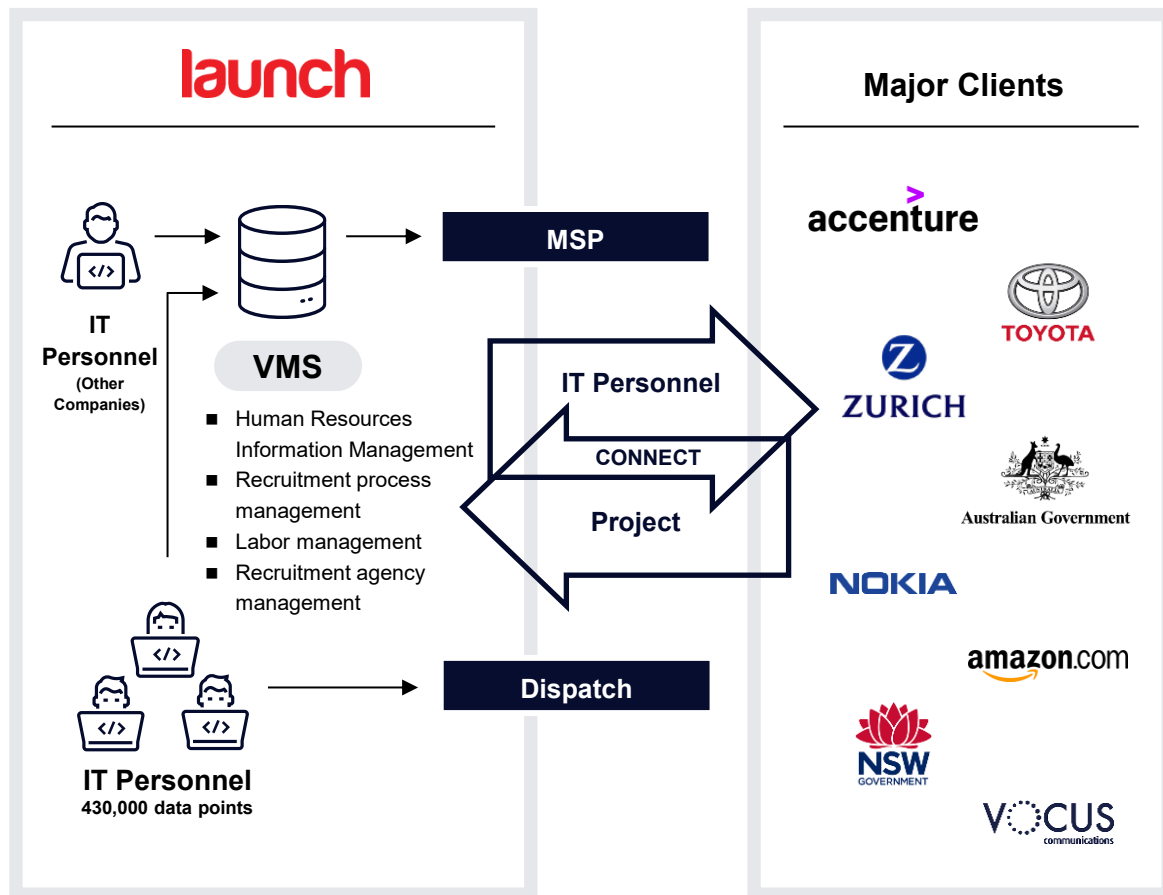 launch
Major Clients
</>
IT
Personnel
(Other
Companies)
MSP
VMS
■ Human Resources
Information Management
■ Recruitment process
management
■ Labor management
■ Recruitment agency
management
IT Personnel
CONNECT
Project
</>
</>
</>
IT Personnel
430,000 data points
Dispatch
>
accenture
TOYOTA
Z
ZURICH
AUSTRALIA
Australian Government
NOKIA
amazon.com
NSW
GOVERNMENT
VOCUS
communications